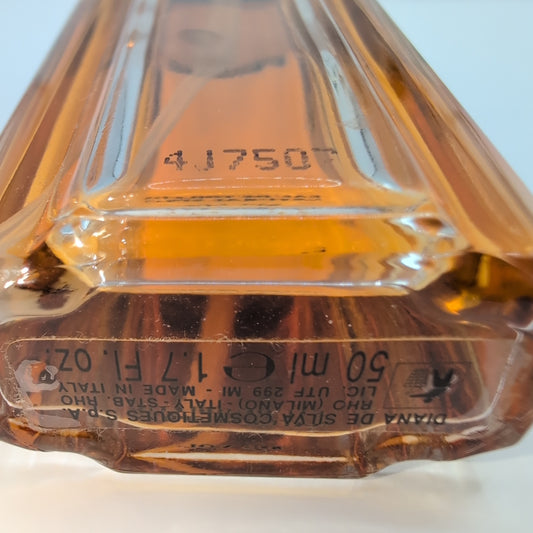 4J7507
DIANA DE SILVA COSMETIQUES S.p.A.
RHO (MILANO) - ITALY - STAB. RHO
LIC. UTF 299 MI - MADE IN ITALY
50 ml e 1.7 Fl. OZ.